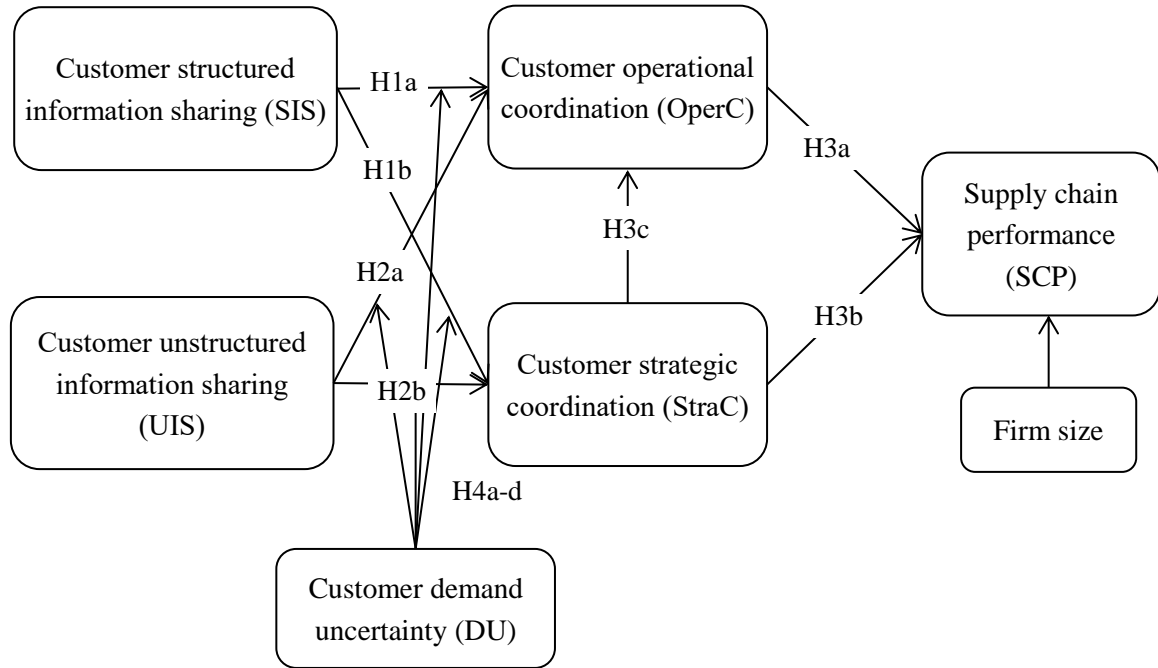 Customer structured
information sharing (SIS)
H1a
Customer operational
coordination (OperC)
H3a
H1b
Supply chain
performance
(SCP)
H3c
H2a
H3b
Customer unstructured
information sharing
(UIS)
H2b
Customer strategic
coordination (StraC)
Firm size
H4a-d
Customer demand
uncertainty (DU)